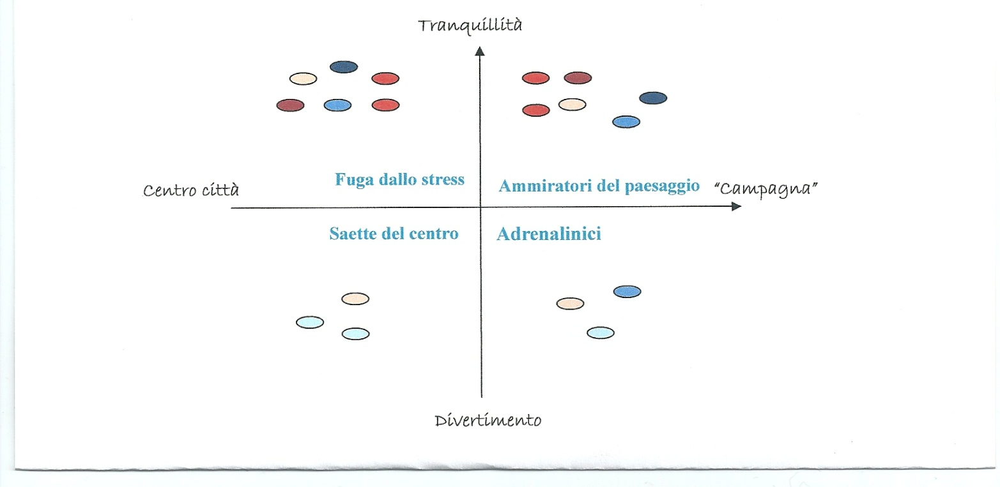 Tranquillità
Fuga dallo stress
Ammiratori del paesaggio
Centro città
“Campagna”
Saette del centro
Adrenalinici
Divertimento